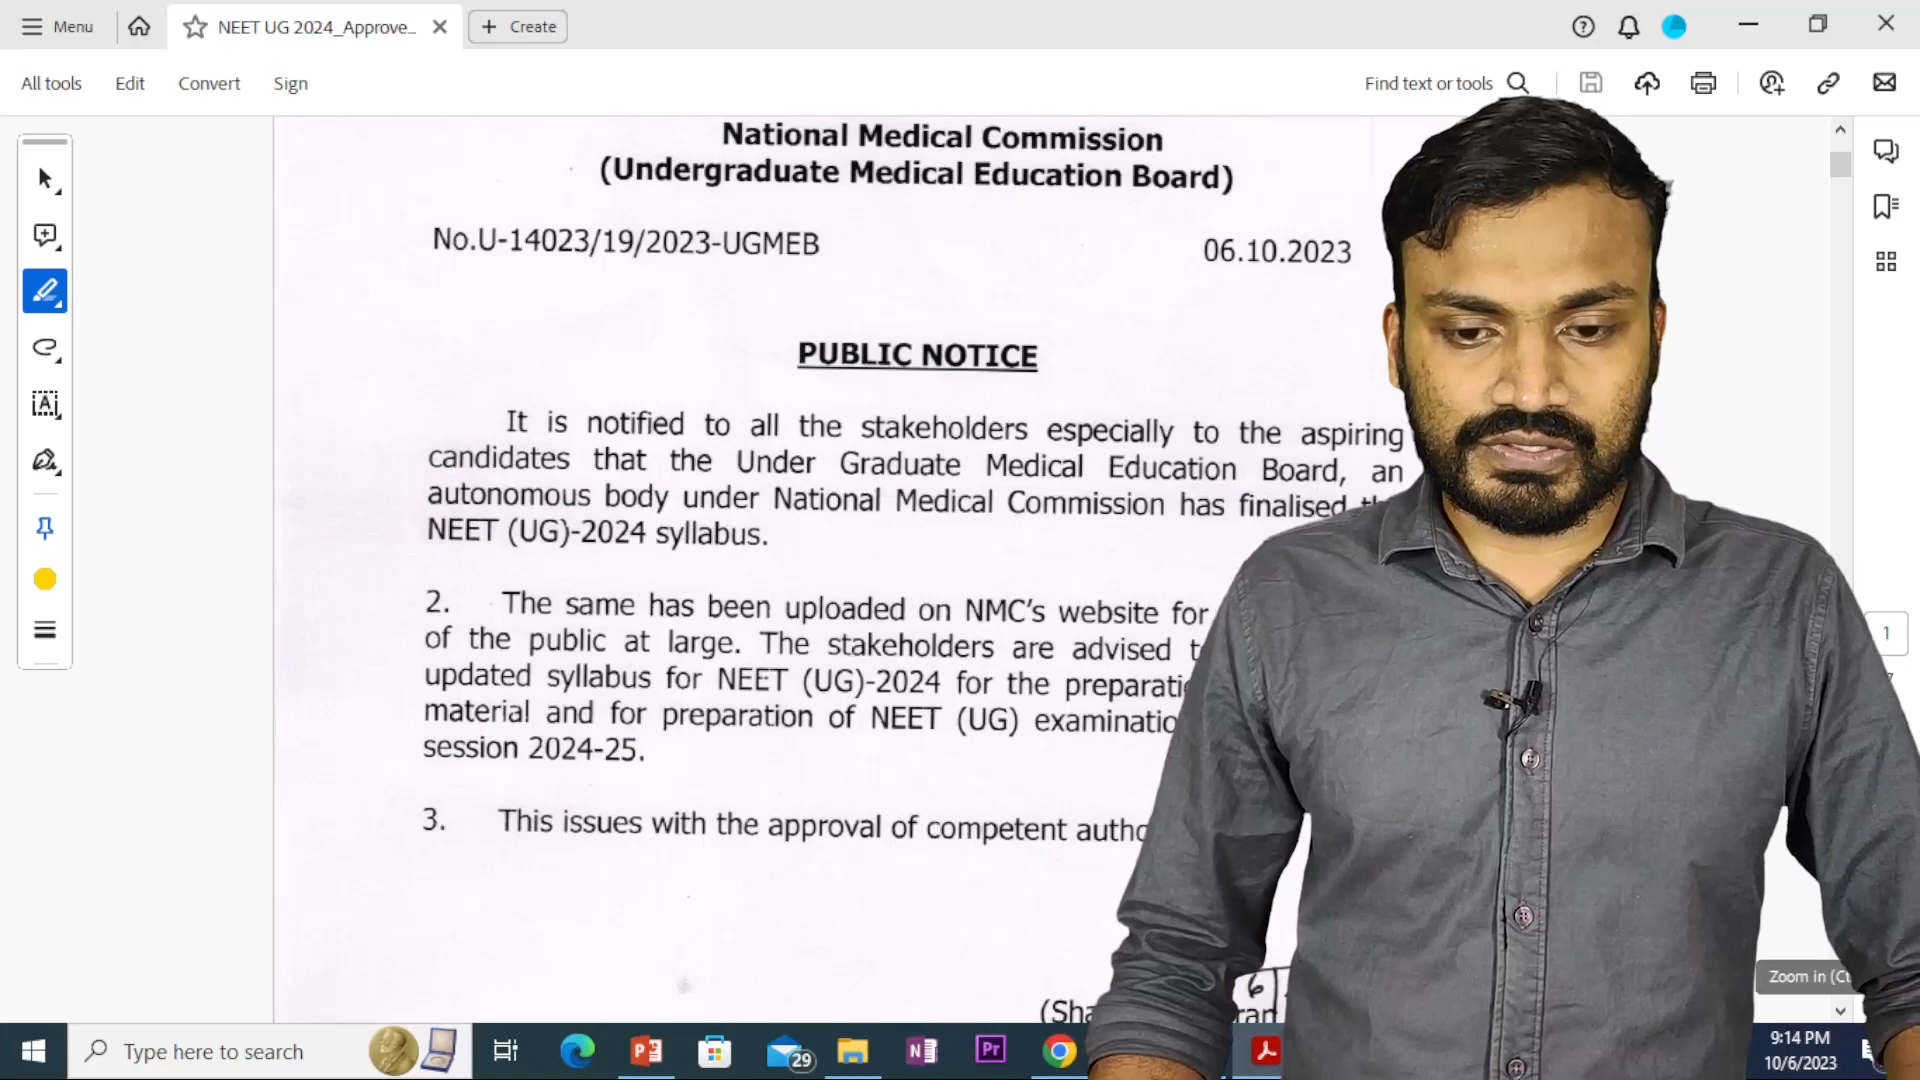 Menu
NEET UG 2024_Approve...
Create
All tools
Edit
Convert
Sign
Find text or tools
National Medical Commission
(Undergraduate Medical Education Board)
No.U-14023/19/2023-UGMEB
06.10.2023
PUBLIC NOTICE
It is notified to all the stakeholders especially to the aspiring
candidates that the Under Graduate Medical Education Board, an
autonomous body under National Medical Commission has finalised
NEET (UG)-2024 syllabus.
2. The same has been uploaded on NMC's website for
of the public at large. The stakeholders are advised
updated syllabus for NEET (UG)-2024 for the
material and for preparation of NEET (UG)
session 2024-25.
3. This issues with the approval of competent
1
Zoom in
Type here to search
29
9:14 PM
10/6/2023